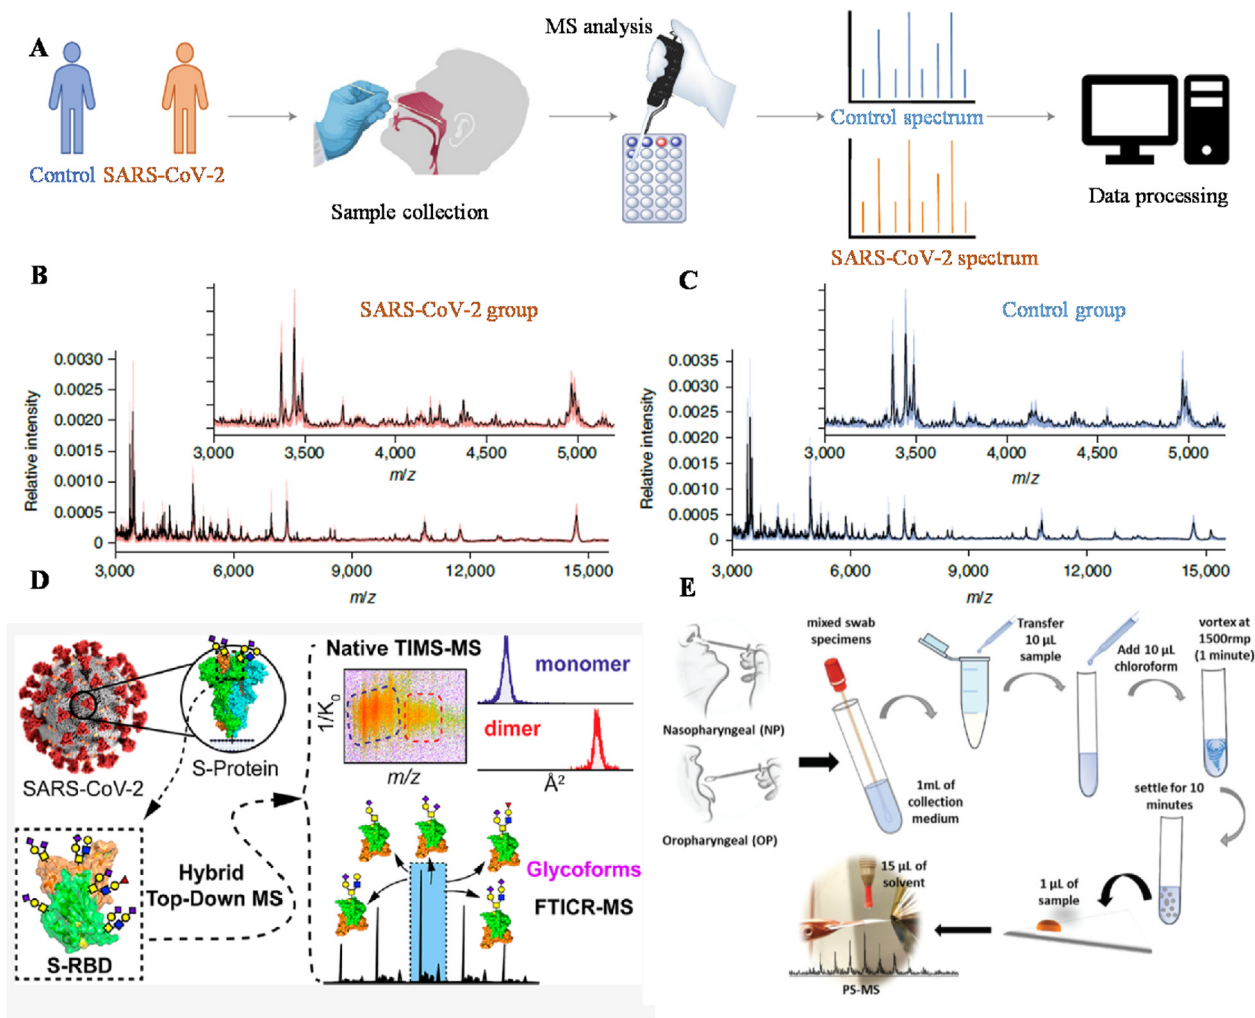 A
MS analysis
Control SARS-CoV-2
Sample collection
Control spectrum
SARS-CoV-2 spectrum
Data processing
B
SARS-CoV-2 group
Relative intensity
0.0030
0.0025
0.0020
0.0015
0.0010
0.0005
0
3,000 3,500 4,000 4,500 5,000
m/z
3,000 6,000 9,000 12,000 15,000
m/z
C
Control group
Relative intensity
0.0035
0.0030
0.0025
0.0020
0.0015
0.0010
0.0005
0
3,000 3,500 4,000 4,500 5,000
m/z
3,000 6,000 9,000 12,000 15,000
m/z
D
SARS-CoV-2
S-Protein
Native TIMS-MS
1/K0
m/z
monomer
dimer
Å²
Hybrid
Top-Down MS
S-RBD
Glycoforms
FTICR-MS
E
Nasopharyngeal (NP)
Oropharyngeal (OP)
mixed swab
specimens
1mL of
collection
medium
Transfer
10 µL
sample
Add 10 µL
chloroform
vortex at
1500rmp
(1 minute)
settle for 10
minutes
1 µL of
sample
15 µL of
solvent
PS-MS